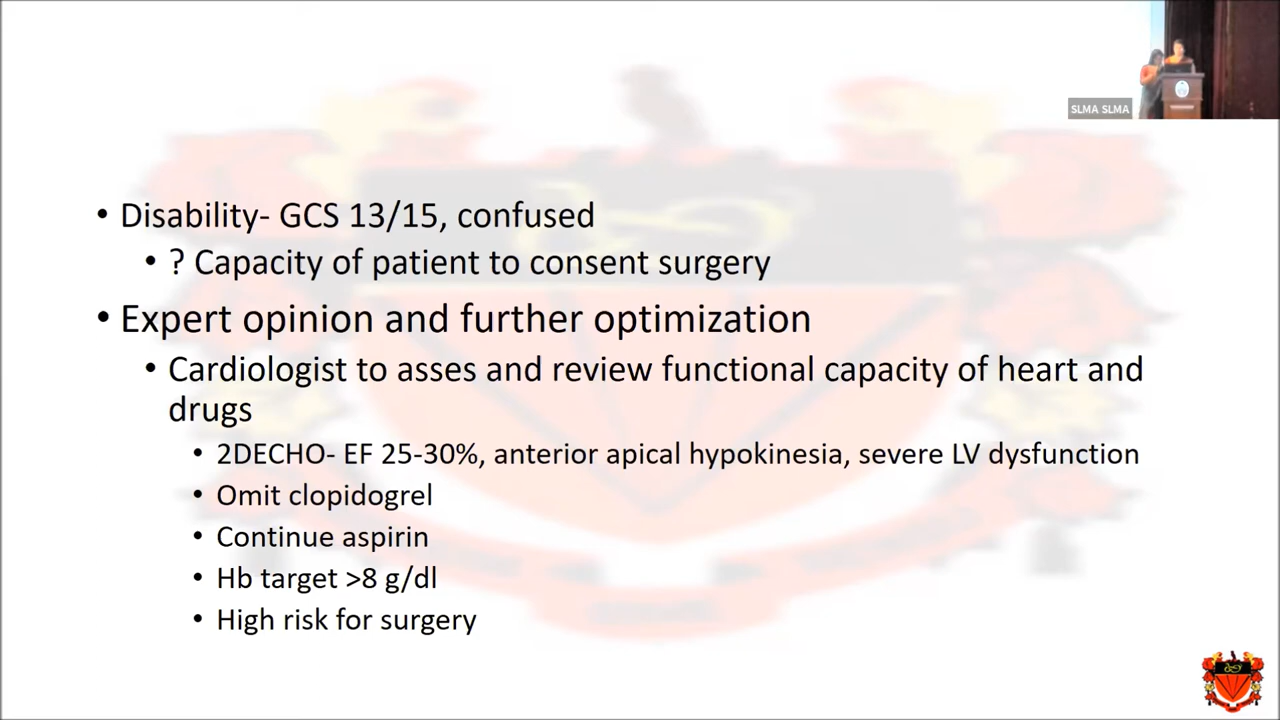 SLMA SLMA
• Disability- GCS 13/15, confused
• ? Capacity of patient to consent surgery
• Expert opinion and further optimization
• Cardiologist to asses and review functional capacity of heart and
drugs
• 2DECHO- EF 25-30%, anterior apical hypokinesia, severe LV dysfunction
• Omit clopidogrel
• Continue aspirin
• Hb target >8 g/dl
• High risk for surgery